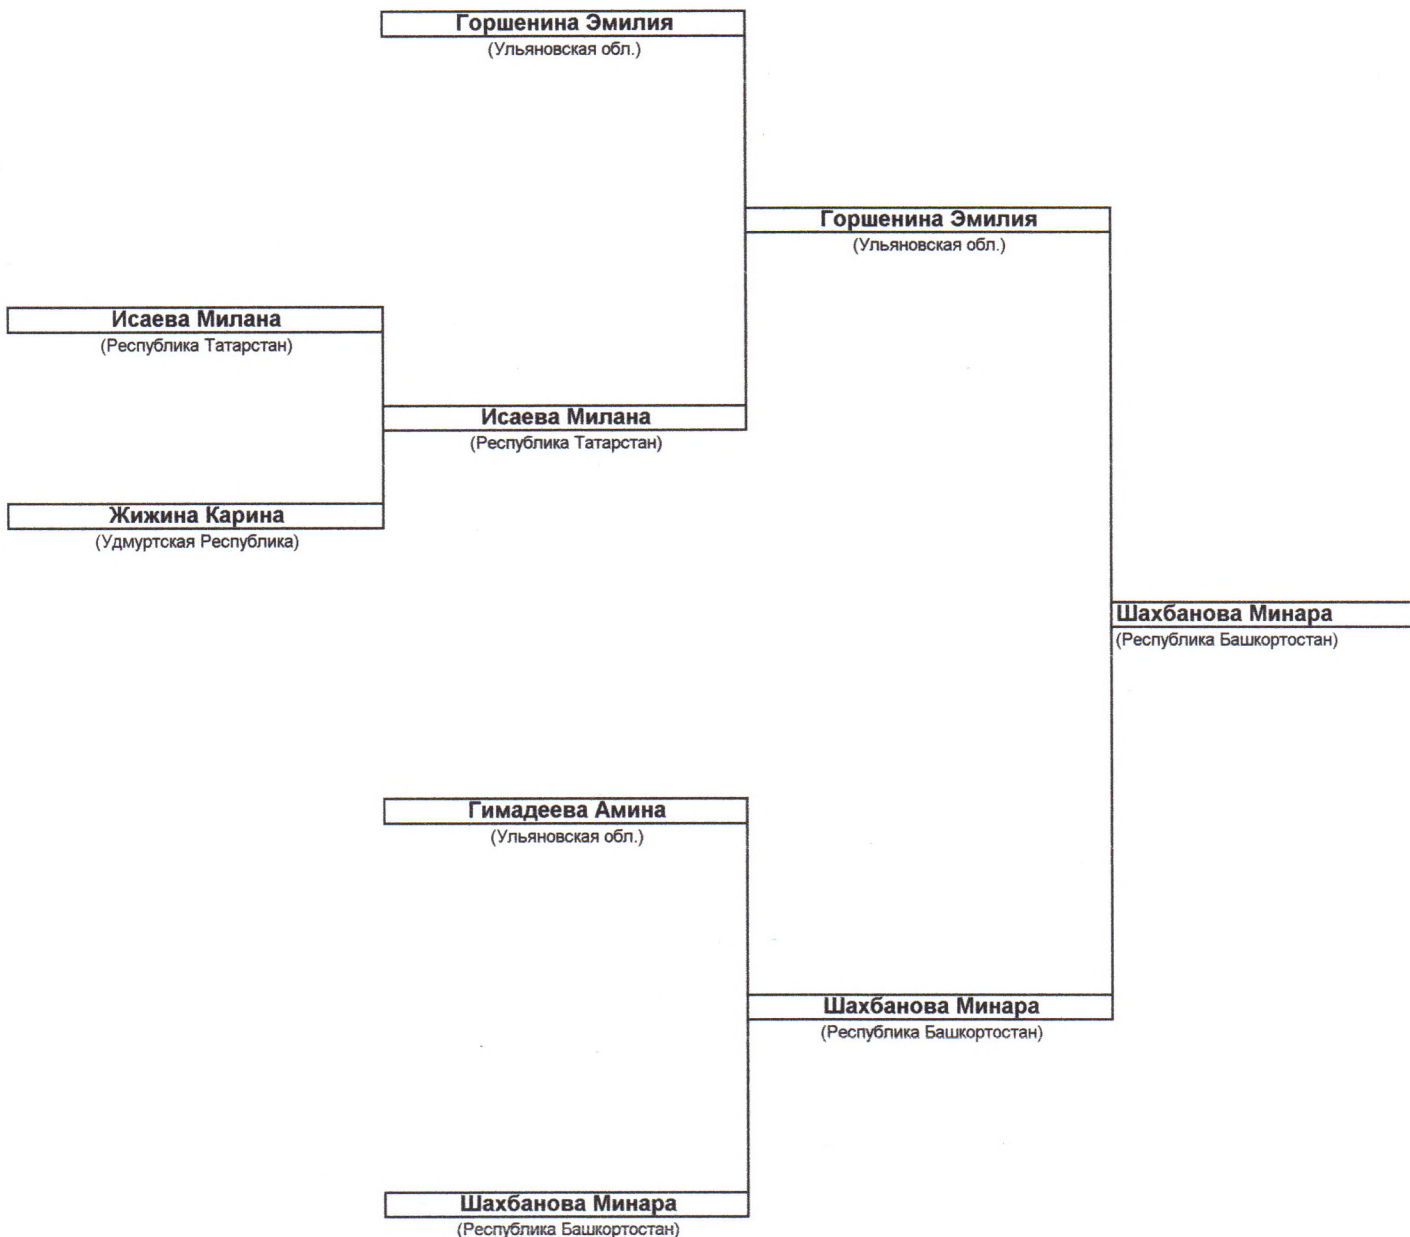 Горшенина Эмилия
(Ульяновская обл.)
Горшенина Эмилия
(Ульяновская обл.)
Исаева Милана
(Республика Татарстан)
Исаева Милана
(Республика Татарстан)
Жижина Карина
(Удмуртская Республика)
Шахбанова Минара
(Республика Башкортостан)
Гимадеева Амина
(Ульяновская обл.)
Шахбанова Минара
(Республика Башкортостан)
Шахбанова Минара
(Республика Башкортостан)